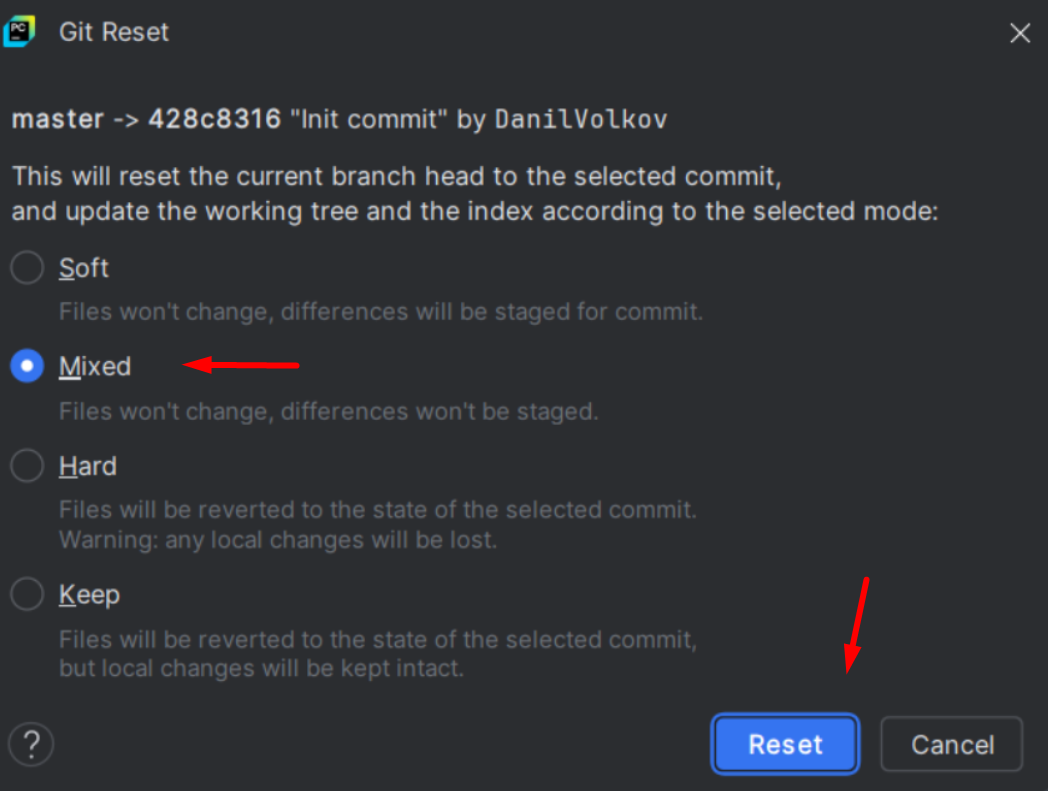 PC
Git Reset
master -> 428c8316 "Init commit" by DanilVolkov
This will reset the current branch head to the selected commit,
and update the working tree and the index according to the selected mode:
Soft
Files won't change, differences will be staged for commit.
Mixed
Files won't change, differences won't be staged.
Hard
Files will be reverted to the state of the selected commit.
Warning: any local changes will be lost.
Keep
Files will be reverted to the state of the selected commit,
but local changes will be kept intact.
? Reset Cancel